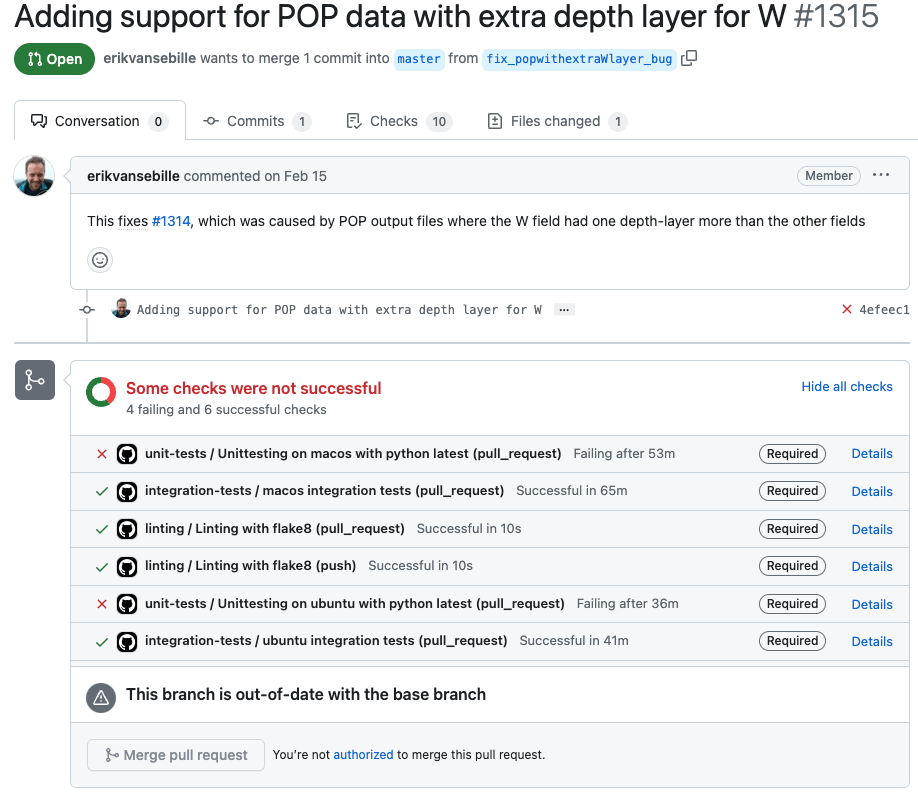 Adding support for POP data with extra depth layer for W #1315
Open erikvansebille wants to merge 1 commit into master from fix_popwithextraWlayer_bug
Conversation 0 Commits 1 Checks 10 Files changed 1
erikvansebille commented on Feb 15 Member ...
This fixes #1314, which was caused by POP output files where the W field had one depth-layer more than the other fields
Adding support for POP data with extra depth layer for W ... 4efeec1
Some checks were not successful Hide all checks
4 failing and 6 successful checks
unit-tests / Unittesting on macos with python latest (pull_request) Failing after 53m Required Details
integration-tests / macos integration tests (pull_request) Successful in 65m Required Details
linting / Linting with flake8 (pull_request) Successful in 10s Required Details
linting / Linting with flake8 (push) Successful in 10s Required Details
unit-tests / Unittesting on ubuntu with python latest (pull_request) Failing after 36m Required Details
integration-tests / ubuntu integration tests (pull_request) Successful in 41m Required Details
This branch is out-of-date with the base branch
Merge pull request You're not authorized to merge this pull request.